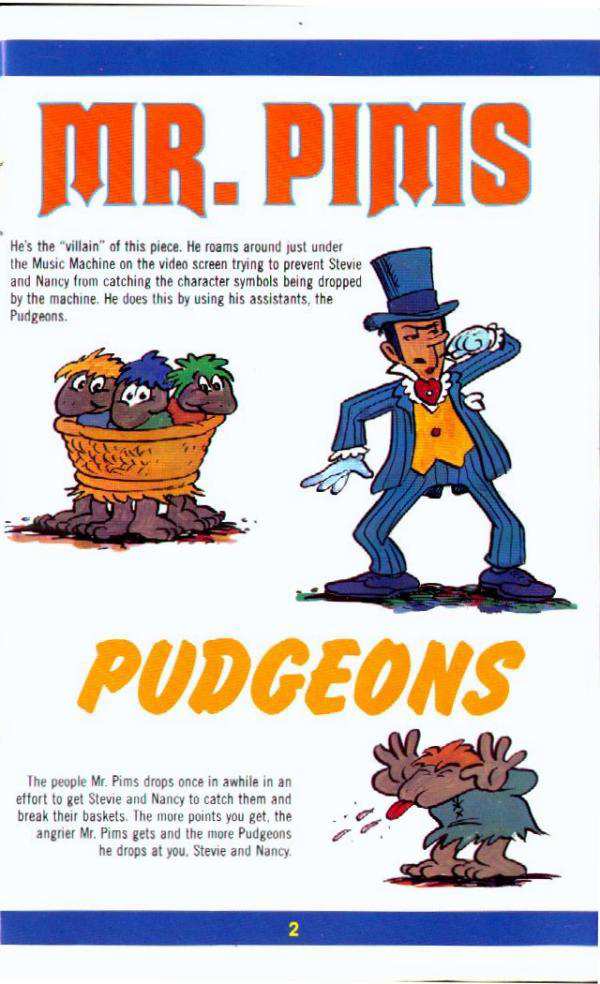 MR. PIMS
He's the "villain" of this piece. He roams around just under
the Music Machine on the video screen trying to prevent Stevie
and Nancy from catching the character symbols being dropped
by the machine. He does this by using his assistants, the
Pudgeons.
PUDGEONS
The people Mr. Pims drops once in awhile in an
effort to get Stevie and Nancy to catch them and
break their baskets. The more points you get, the
angrier Mr. Pims gets and the more Pudgeons
he drops at you, Stevie and Nancy.
2